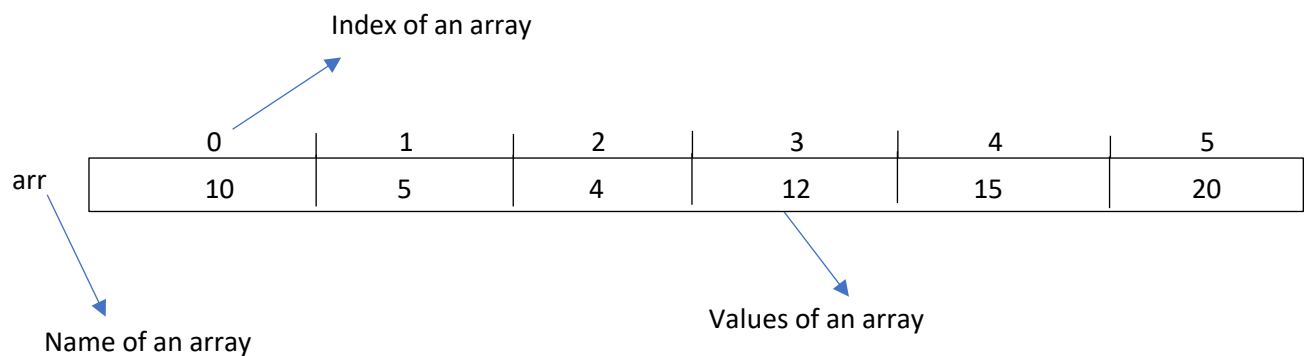 Index of an array
0 1 2 3 4 5
arr 10 5 4 12 15 20
Values of an array
Name of an array